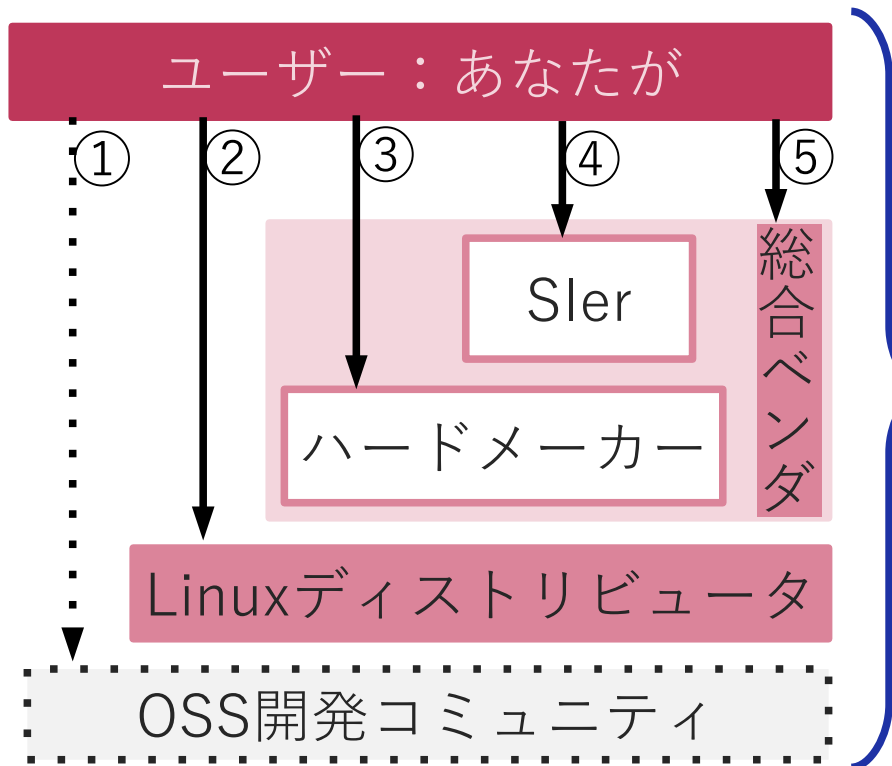 ユーザー：あなたが
① ② ③ ④ ⑤
SIer
総合ベンダ
ハードメーカー
Linuxディストリビュータ
OSS開発コミュニティ